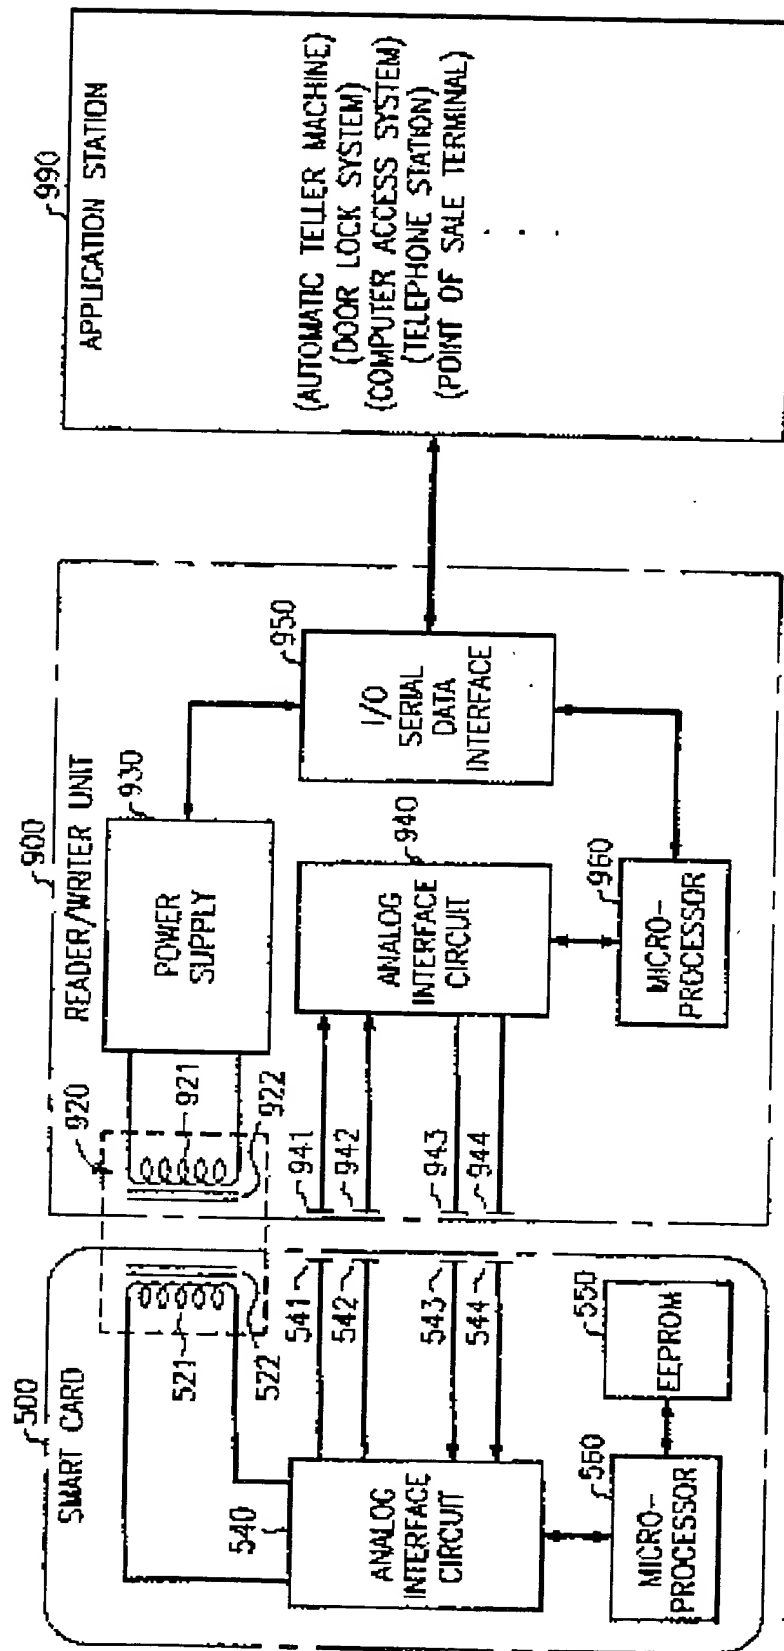 500
SMART CARD
521
522
540
ANALOG
INTERFACE
CIRCUIT
541
542
543
544
560
MICRO-
PROCESSOR
550
EEPROM
900
READER/WRITER UNIT
920
921
922
930
POWER
SUPPLY
941
942
943
944
940
ANALOG
INTERFACE
CIRCUIT
950
I/O
SERIAL
DATA
INTERFACE
960
MICRO-
PROCESSOR
990
APPLICATION STATION
(AUTOMATIC TELLER MACHINE)
(DOOR LOCK SYSTEM)
(COMPUTER ACCESS SYSTEM)
(TELEPHONE STATION)
(POINT OF SALE TERMINAL)
. . .